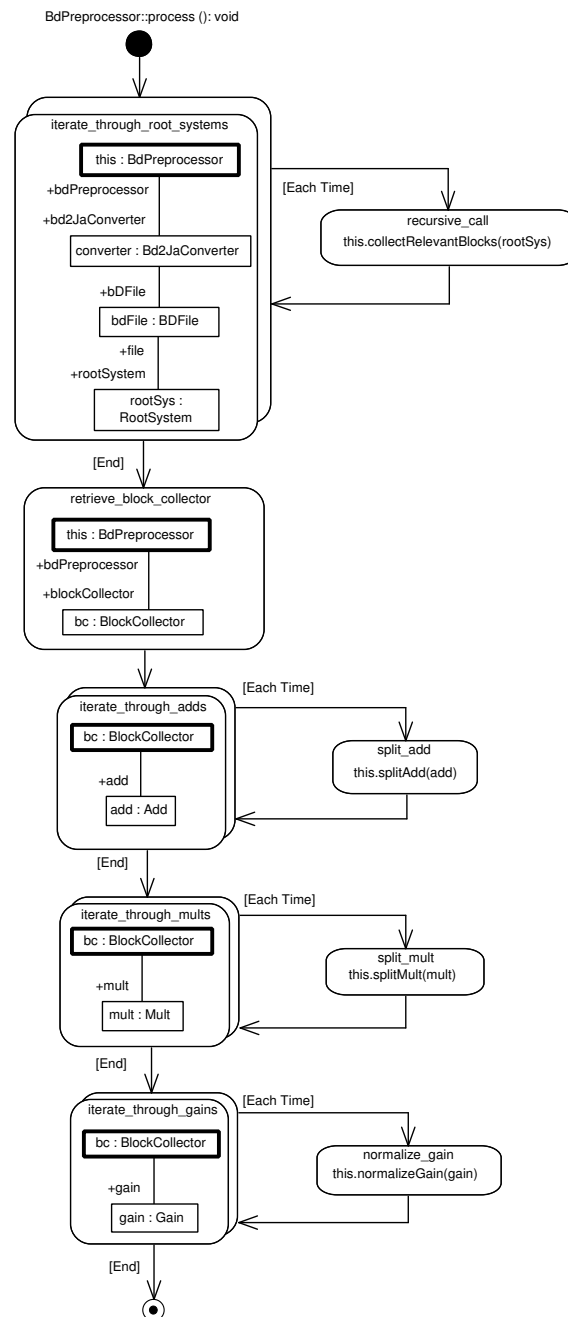 BdPreprocessor::process (): void
iterate_through_root_systems
this : BdPreprocessor
+bdPreprocessor
+bd2JaConverter
converter : Bd2JaConverter
+bDFile
bdFile : BDFile
+file
+rootSystem
rootSys :
RootSystem
[Each Time]
recursive_call
this.collectRelevantBlocks(rootSys)
[End]
retrieve_block_collector
this : BdPreprocessor
+bdPreprocessor
+blockCollector
bc : BlockCollector
iterate_through_adds
bc : BlockCollector
+add
add : Add
[Each Time]
split_add
this.splitAdd(add)
[End]
iterate_through_mults
bc : BlockCollector
+mult
mult : Mult
[Each Time]
split_mult
this.splitMult(mult)
[End]
iterate_through_gains
bc : BlockCollector
+gain
gain : Gain
[Each Time]
normalize_gain
this.normalizeGain(gain)
[End]